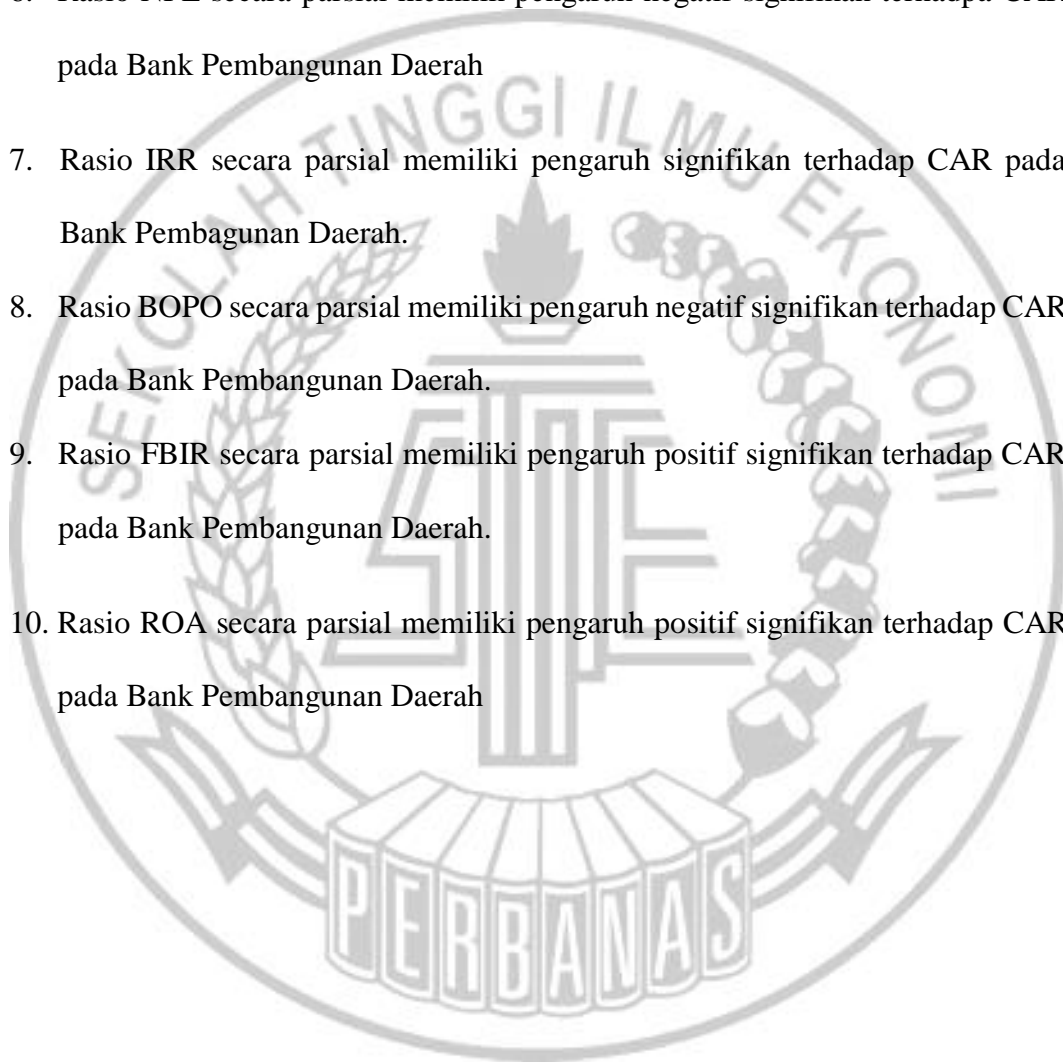 pada Bank Pembangunan Daerah
7. Rasio IRR secara parsial memiliki pengaruh signifikan terhadap CAR pada
Bank Pembagunan Daerah.
8. Rasio BOPO secara parsial memiliki pengaruh negatif signifikan terhadap CAR
pada Bank Pembangunan Daerah.
9. Rasio FBIR secara parsial memiliki pengaruh positif signifikan terhadap CAR
pada Bank Pembangunan Daerah.
10. Rasio ROA secara parsial memiliki pengaruh positif signifikan terhadap CAR
pada Bank Pembangunan Daerah
SEKOLAH TINGGI ILMU EKONOMI
PERBANAS